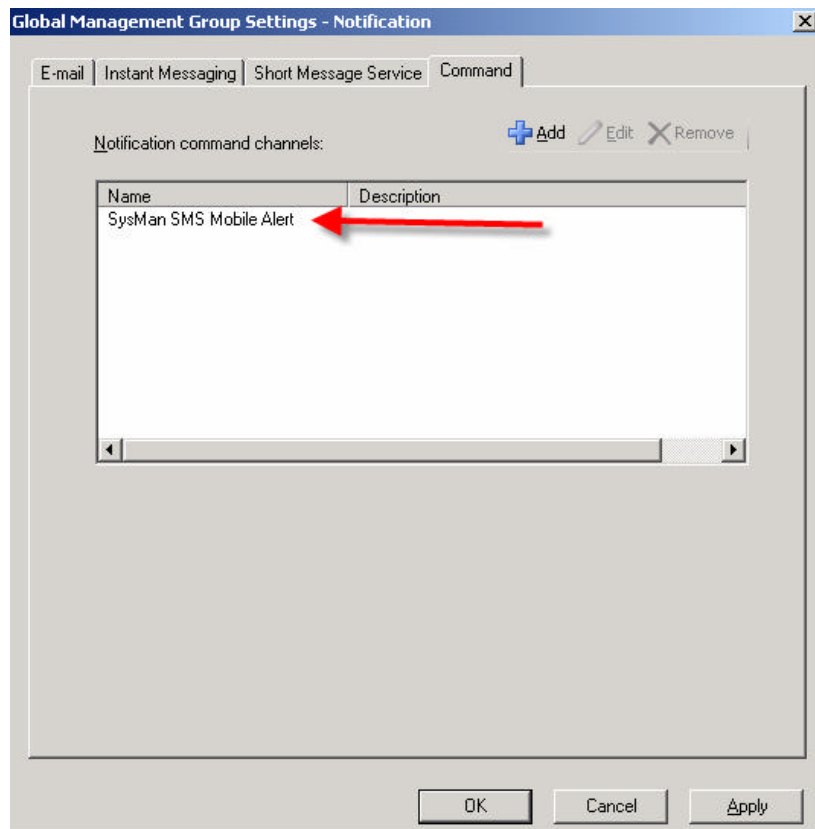 Global Management Group Settings - Notification
E-mail Instant Messaging Short Message Service Command
Notification command channels: Add Edit Remove
Name Description
SysMan SMS Mobile Alert
OK Cancel Apply